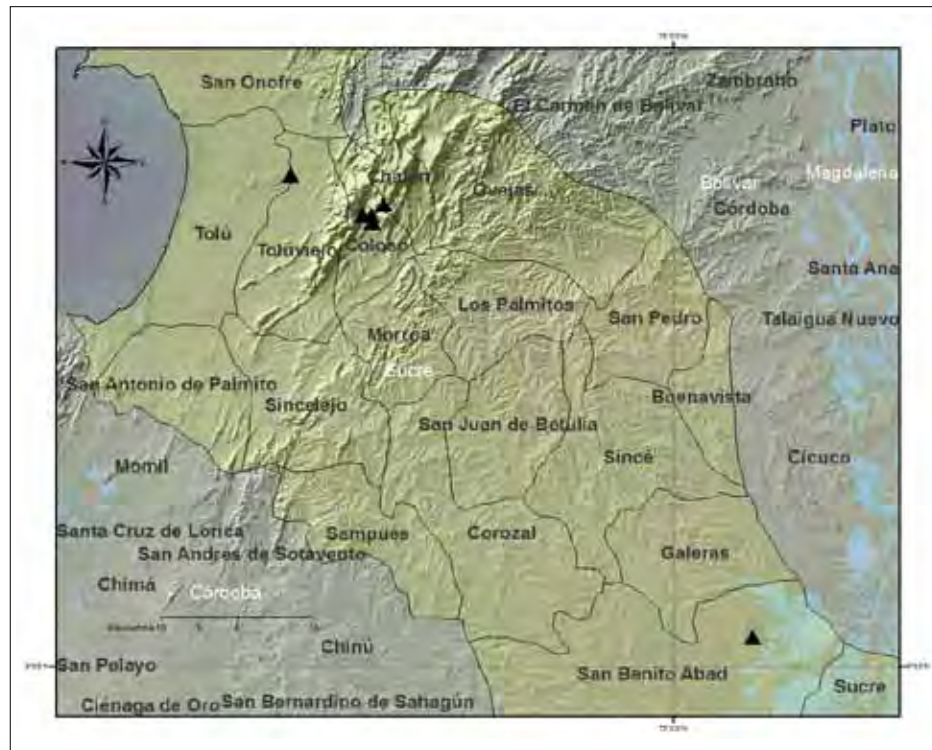 San Onofre
Zambrano
El Carmen de Bolívar
Plato
Chalán
Ovejas
Bolívar
Magdalena
Córdoba
Tolú
Tolúviejo
Colosó
Santa Ana
Los Palmitos
San Pedro
Talaigua Nuevo
Morroa
Sucre
San Antonio de Palmito
Sincelejo
Buenavista
San Juan de Betulia
Momil
Sincé
Cicuco
Santa Cruz de Lorica
Sampués
Corozal
San Andres de Sotavento
Galeras
Chimá
Córdoba
Chinú
San Pelayo
San Benito Abad
Sucre
Ciénaga de Oro
San Bernardino de Sahagún